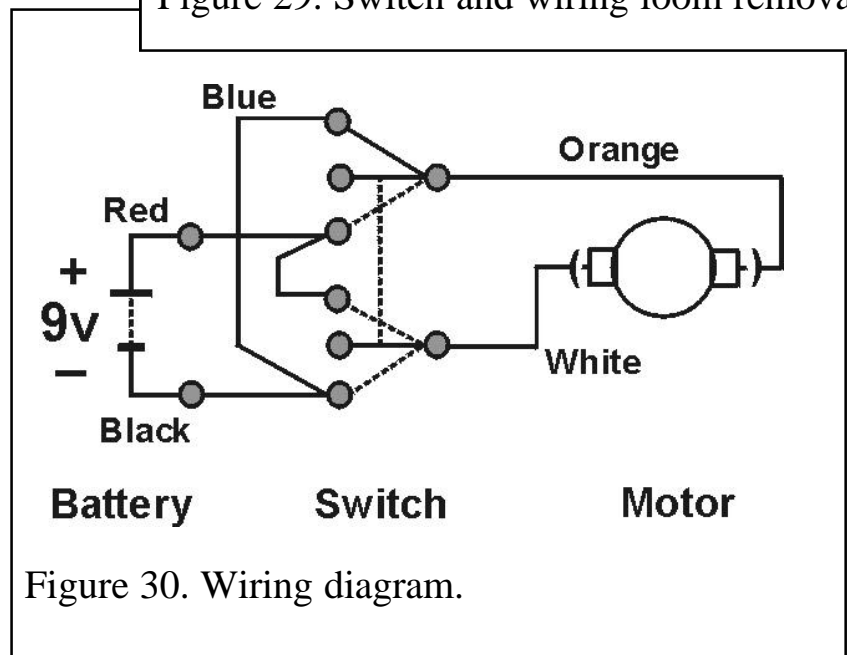 Figure 29. Switch and wiring loom
Blue
Orange
Red
+
9v
–
White
Black
Battery Switch Motor
Figure 30. Wiring diagram.